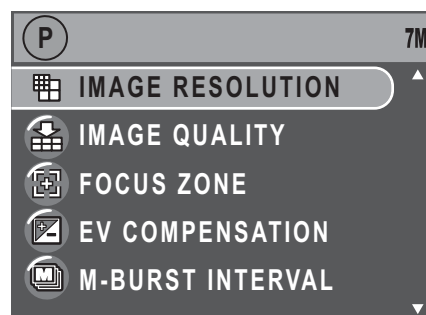 P 7M
IMAGE RESOLUTION
IMAGE QUALITY
FOCUS ZONE
EV COMPENSATION
M-BURST INTERVAL